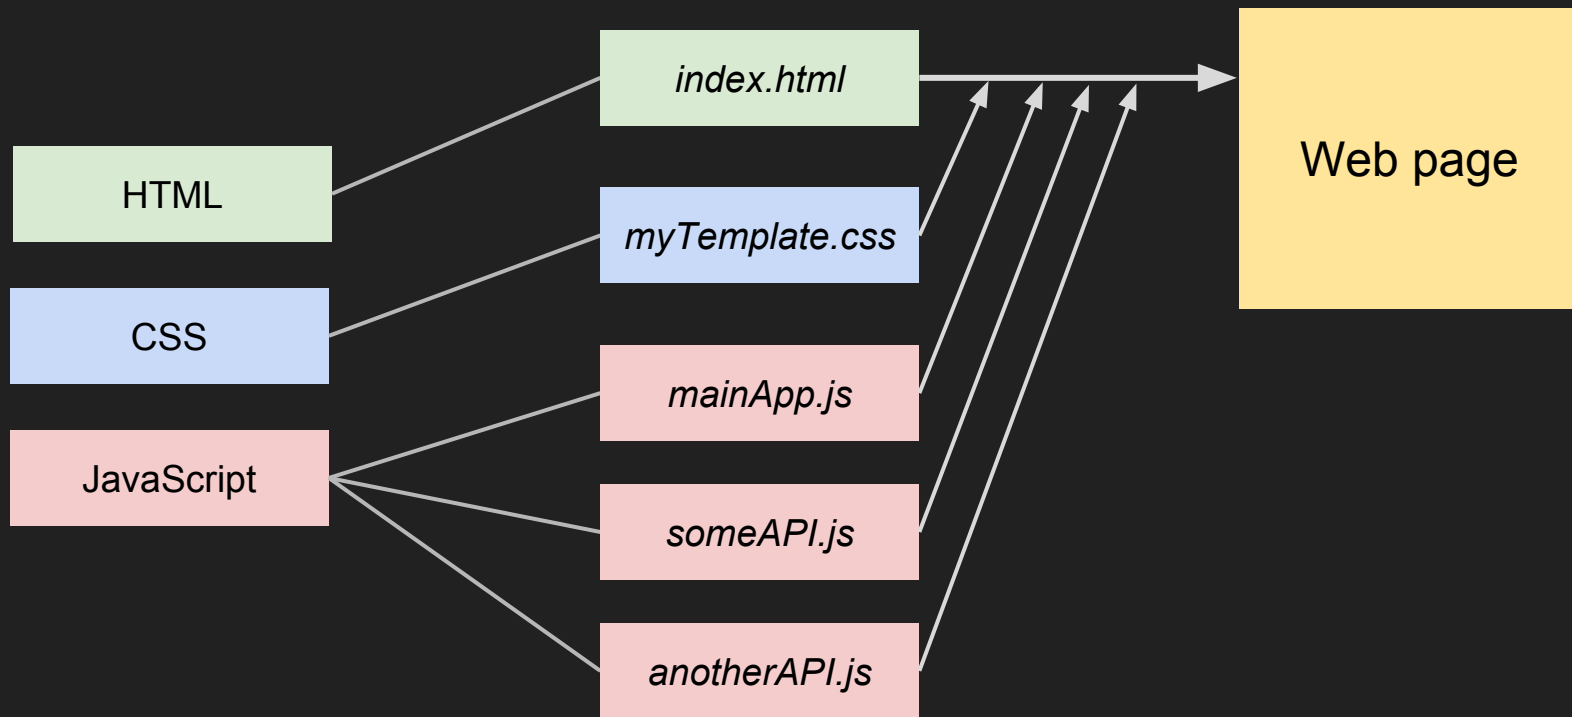 HTML
CSS
JavaScript
index.html
myTemplate.css
mainApp.js
someAPI.js
anotherAPI.js
Web page